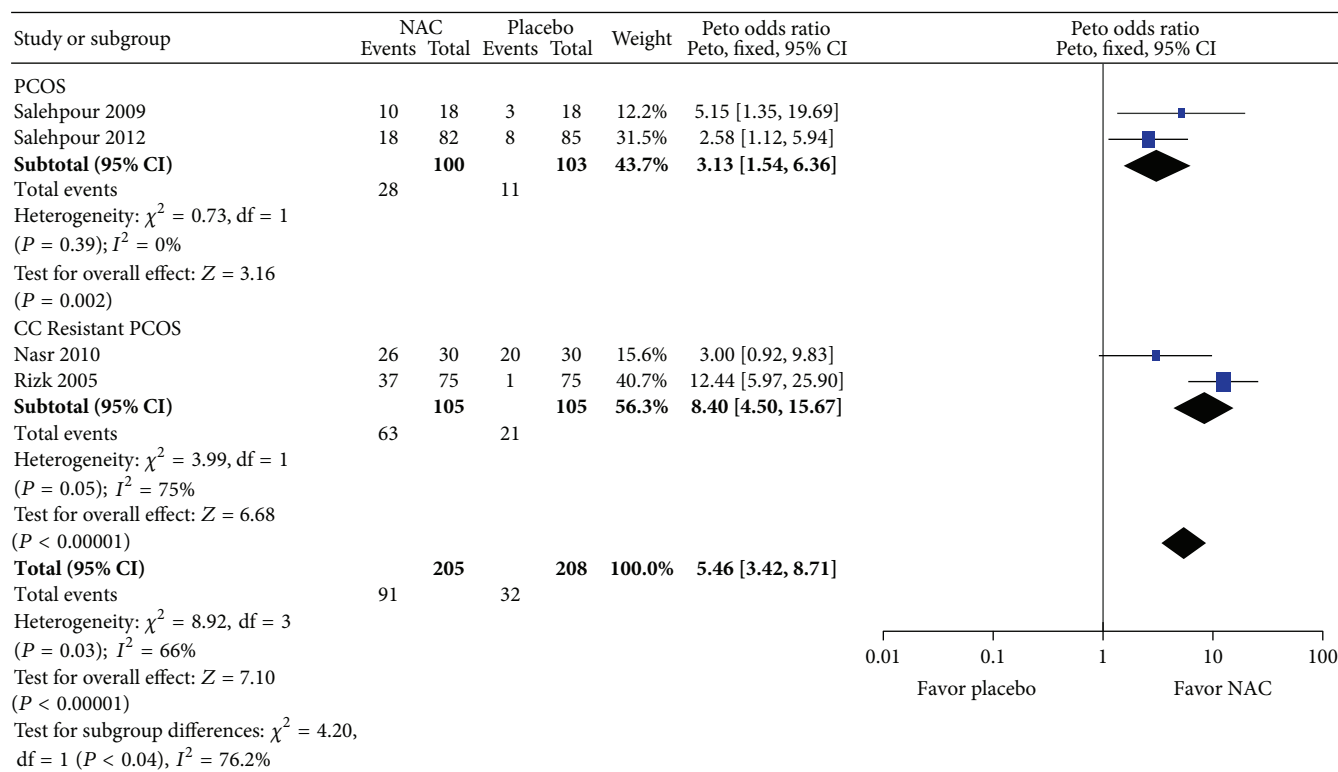 Study or subgroup NAC Placebo Weight Peto odds ratio Peto odds ratio
Events Total Events Total Peto, fixed, 95% CI Peto, fixed, 95% CI
PCOS
Salehpour 2009 10 18 3 18 12.2% 5.15 [1.35, 19.69]
Salehpour 2012 18 82 8 85 31.5% 2.58 [1.12, 5.94]
Subtotal (95% CI) 100 103 43.7% 3.13 [1.54, 6.36]
Total events 28 11
Heterogeneity: χ² = 0.73, df = 1
(P = 0.39); I² = 0%
Test for overall effect: Z = 3.16
(P = 0.002)
CC Resistant PCOS
Nasr 2010 26 30 20 30 15.6% 3.00 [0.92, 9.83]
Rizk 2005 37 75 1 75 40.7% 12.44 [5.97, 25.90]
Subtotal (95% CI) 105 105 56.3% 8.40 [4.50, 15.67]
Total events 63 21
Heterogeneity: χ² = 3.99, df = 1
(P = 0.05); I² = 75%
Test for overall effect: Z = 6.68
(P < 0.00001)
Total (95% CI) 205 208 100.0% 5.46 [3.42, 8.71]
Total events 91 32
Heterogeneity: χ² = 8.92, df = 3
(P = 0.03); I² = 66%
Test for overall effect: Z = 7.10
(P < 0.00001)
Test for subgroup differences: χ² = 4.20,
df = 1 (P < 0.04), I² = 76.2%
0.01 0.1 1 10 100
Favor placebo Favor NAC